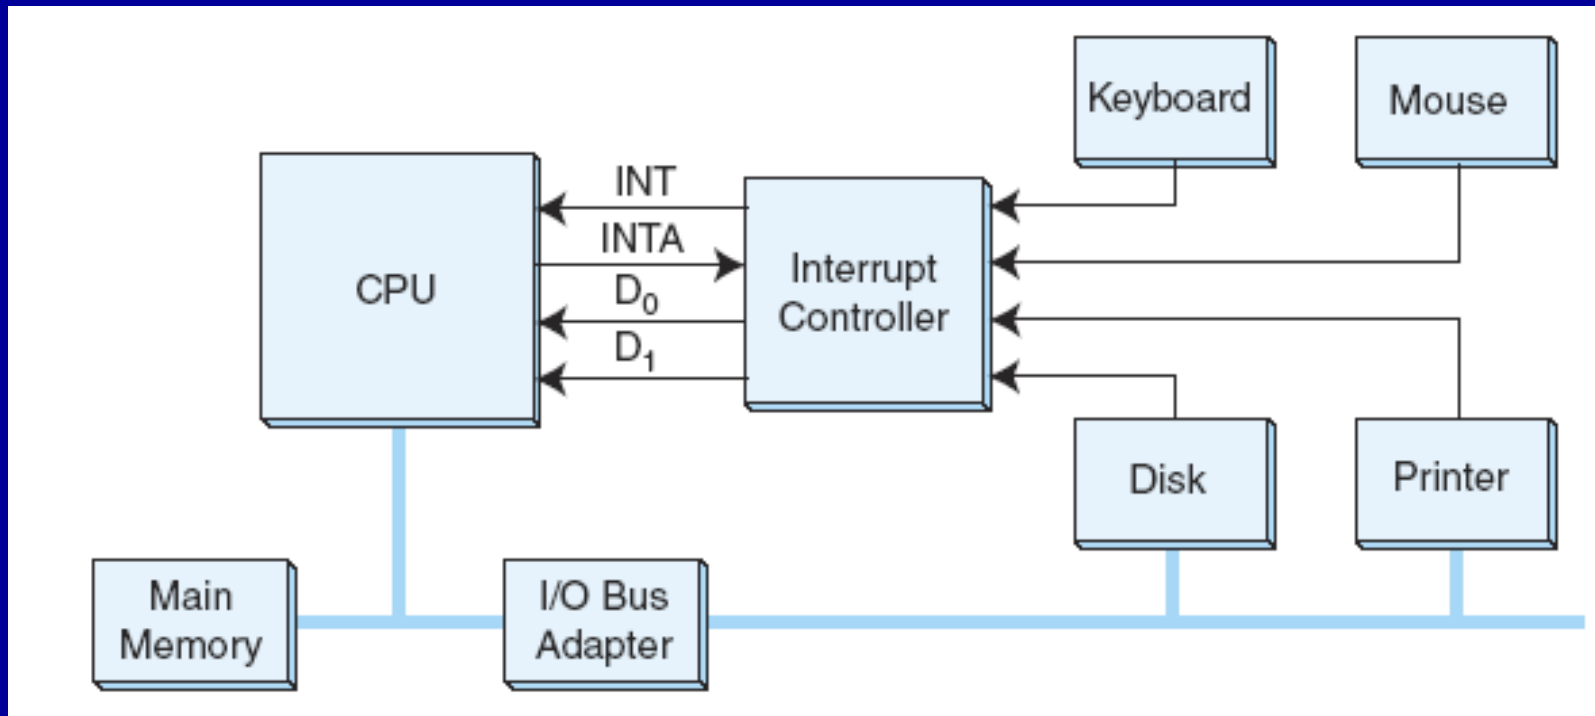 Keyboard
Mouse
INT
INTA
D₀
D₁
CPU
Interrupt
Controller
Disk
Printer
Main
Memory
I/O Bus
Adapter